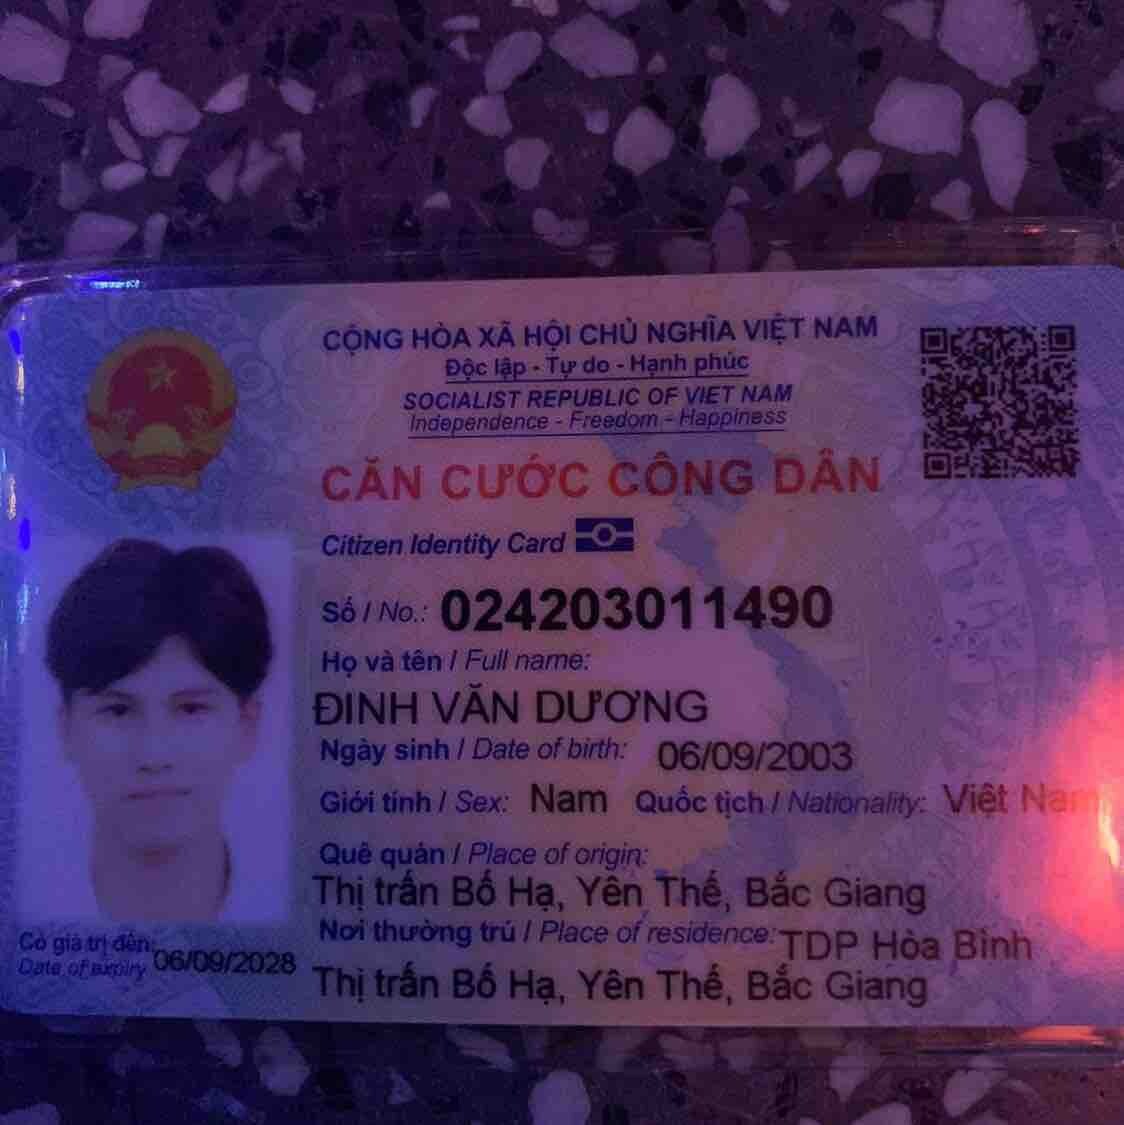 CỘNG HÒA XÃ HỘI CHỦ NGHĨA VIỆT NAM
Độc lập - Tự do - Hạnh phúc
SOCIALIST REPUBLIC OF VIET NAM
Independence - Freedom - Happiness
CĂN CƯỚC CÔNG DÂN
Citizen Identity Card
Số / No.: 024203011490
Họ và tên / Full name:
ĐINH VĂN DƯƠNG
Ngày sinh / Date of birth: 06/09/2003
Giới tính / Sex: Nam Quốc tịch / Nationality: Việt Nam
Quê quán / Place of origin:
Thị trấn Bố Hạ, Yên Thế, Bắc Giang
Nơi thường trú / Place of residence: TDP Hòa Bình
Thị trấn Bố Hạ, Yên Thế, Bắc Giang
Có giá trị đến: 06/09/2028
Date of expiry